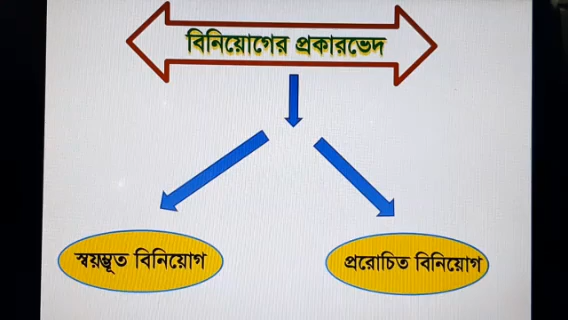 বিনিয়োগের প্রকারভেদ
স্বয়ম্ভূত বিনিয়োগ
প্ররোচিত বিনিয়োগ